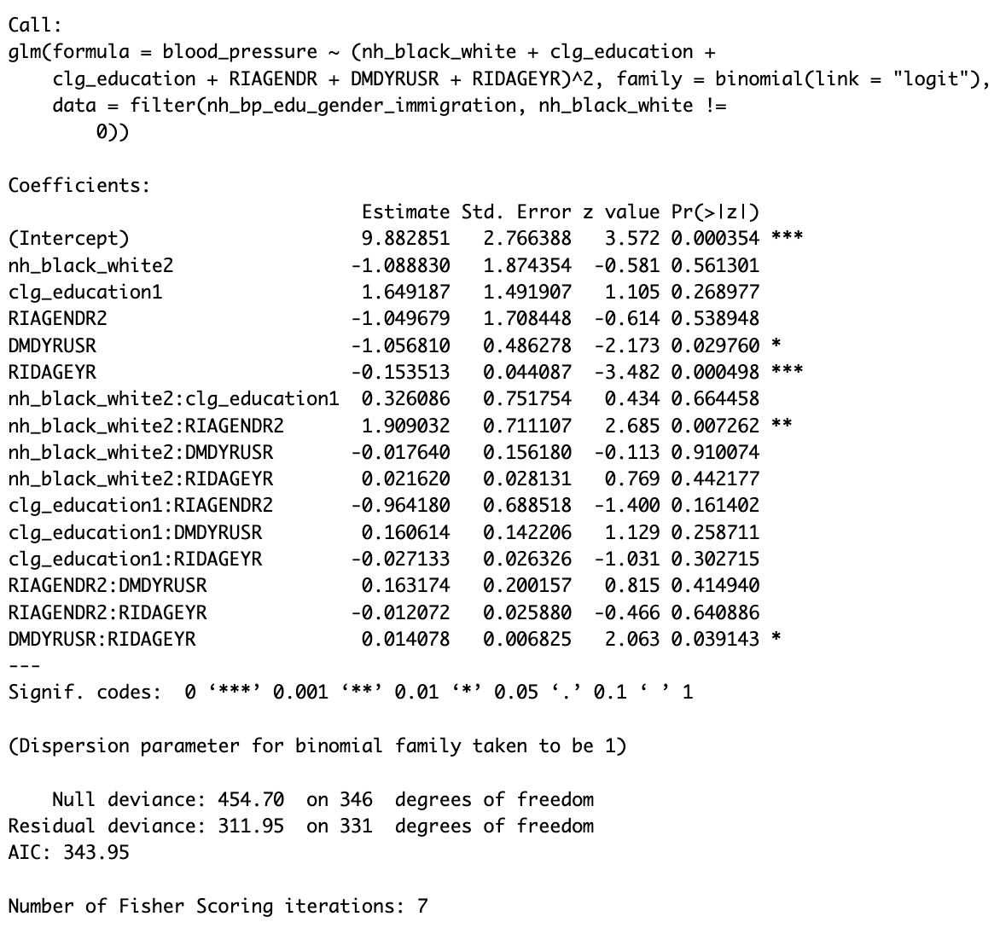 Call:
glm(formula = blood_pressure ~ (nh_black_white + clg_education +
    clg_education + RIAGENDR + DMDYRUSR + RIDAGEYR)^2, family = binomial(link = "logit"),
    data = filter(nh_bp_edu_gender_immigration, nh_black_white !=
        0))

Coefficients:
                               Estimate Std. Error z value Pr(>|z|)
(Intercept)                    9.882851   2.766388   3.572 0.000354 ***
nh_black_white2               -1.088830   1.874354  -0.581 0.561301
clg_education1                 1.649187   1.491907   1.105 0.268977
RIAGENDR2                     -1.049679   1.708448  -0.614 0.538948
DMDYRUSR                      -1.056810   0.486278  -2.173 0.029760 *
RIDAGEYR                      -0.153513   0.044087  -3.482 0.000498 ***
nh_black_white2:clg_education1 0.326086   0.751754   0.434 0.664458
nh_black_white2:RIAGENDR2      1.909032   0.711107   2.685 0.007262 **
nh_black_white2:DMDYRUSR      -0.017640   0.156180  -0.113 0.910074
nh_black_white2:RIDAGEYR       0.021620   0.028131   0.769 0.442177
clg_education1:RIAGENDR2      -0.964180   0.688518  -1.400 0.161402
clg_education1:DMDYRUSR        0.160614   0.142206   1.129 0.258711
clg_education1:RIDAGEYR       -0.027133   0.026326  -1.031 0.302715
RIAGENDR2:DMDYRUSR             0.163174   0.200157   0.815 0.414940
RIAGENDR2:RIDAGEYR            -0.012072   0.025880  -0.466 0.640886
DMDYRUSR:RIDAGEYR              0.014078   0.006825   2.063 0.039143 *
---
Signif. codes:  0 ‘***’ 0.001 ‘**’ 0.01 ‘*’ 0.05 ‘.’ 0.1 ‘ ’ 1

(Dispersion parameter for binomial family taken to be 1)

    Null deviance: 454.70  on 346  degrees of freedom
Residual deviance: 311.95  on 331  degrees of freedom
AIC: 343.95

Number of Fisher Scoring iterations: 7